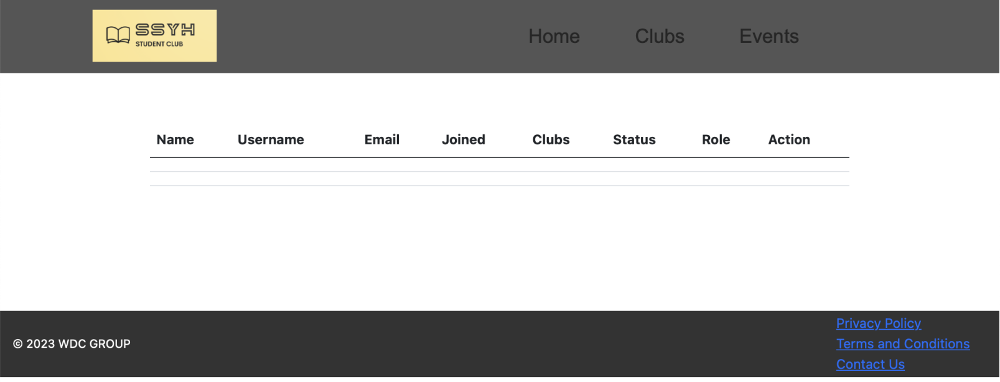 SSYH
STUDENT CLUB
Home Clubs Events
Name Username Email Joined Clubs Status Role Action
© 2023 WDC GROUP
Privacy Policy
Terms and Conditions
Contact Us